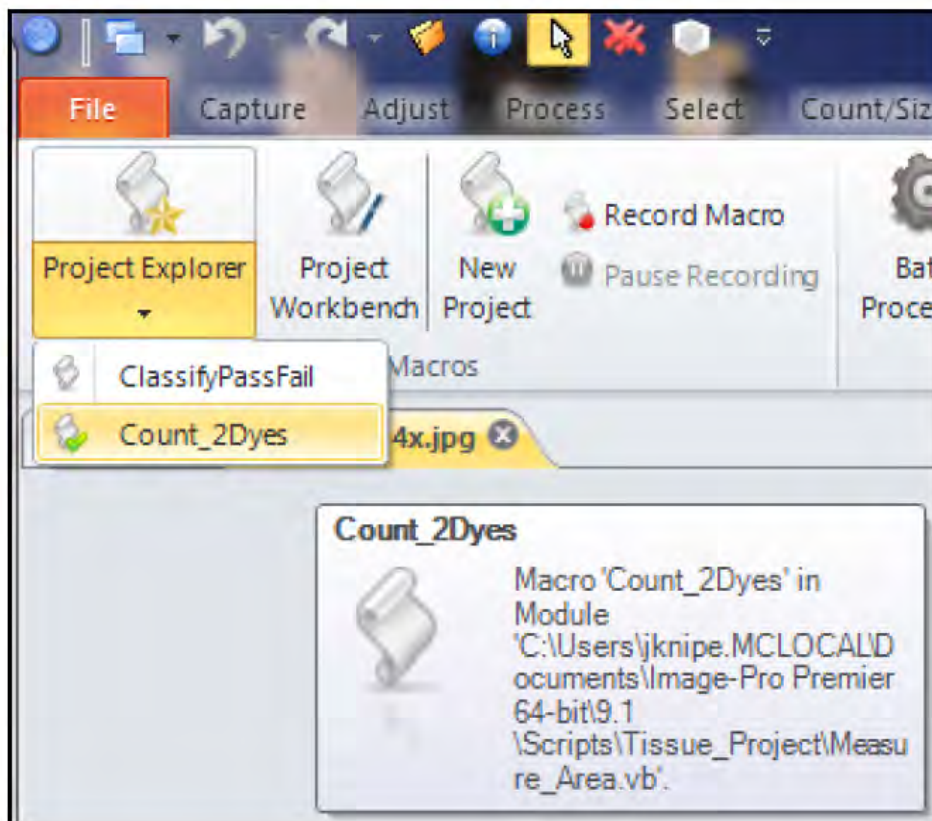 File Capture Adjust Process Select Count/Siz
Project Explorer
Project
Workbench
New
Project
Record Macro
Pause Recording
Bat
Proce
Macros
ClassifyPassFail
Count_2Dyes
4x.jpg
Count_2Dyes
Macro 'Count_2Dyes' in
Module
'C:\Users\jknipe.MCLOCAL\D
ocuments\Image-Pro Premier
64-bit\9.1
\Scripts\Tissue_Project\Measu
re_Area.vb'.